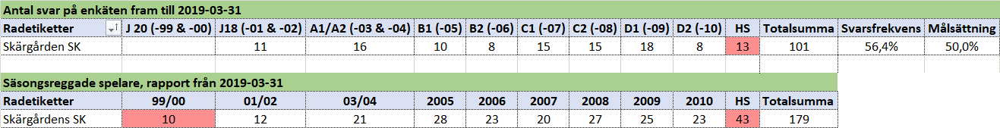 Antal svar på enkäten fram till 2019-03-31
Radetiketter J 20 (-99 & -00) J18 (-01 & -02) A1/A2 (-03 & -04) B1 (-05) B2 (-06) C1 (-07) C2 (-08) D1 (-09) D2 (-10) HS Totalsumma Svarsfrekvens Målsättning
Skärgården SK 11 16 10 8 15 15 18 8 13 101 56,4% 50,0%
Säsongsreggade spelare, rapport från 2019-03-31
Radetiketter 99/00 01/02 03/04 2005 2006 2007 2008 2009 2010 HS Totalsumma
Skärgårdens SK 10 12 21 28 23 20 27 25 23 43 179